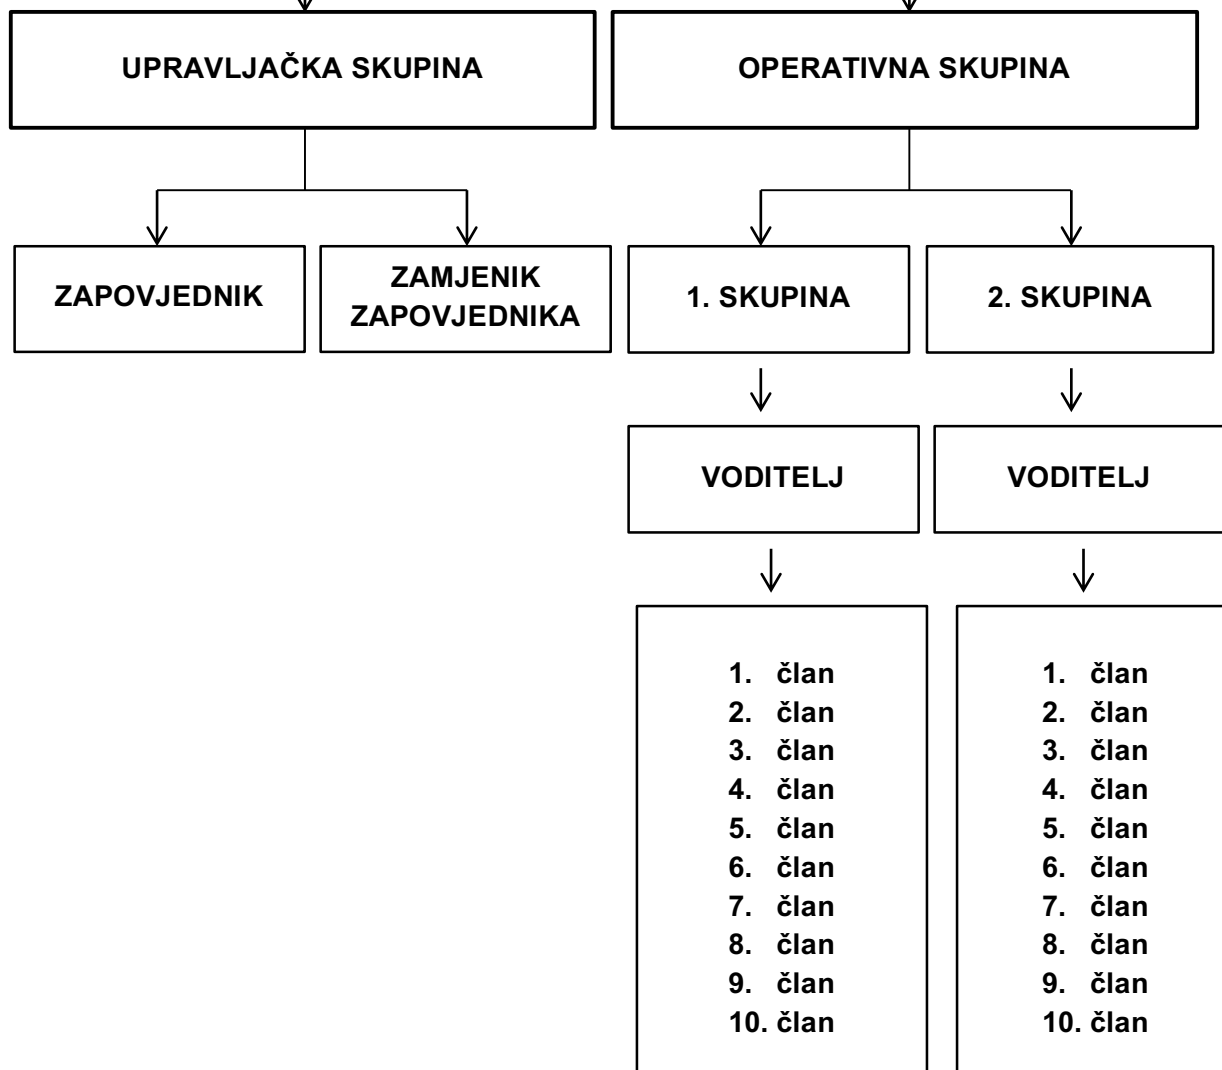 UPRAVLJAČKA SKUPINA
OPERATIVNA SKUPINA
ZAPOVJEDNIK
ZAMJENIK
ZAPOVJEDNIKA
1. SKUPINA
2. SKUPINA
VODITELJ
VODITELJ
1. član
2. član
3. član
4. član
5. član
6. član
7. član
8. član
9. član
10. član
1. član
2. član
3. član
4. član
5. član
6. član
7. član
8. član
9. član
10. član